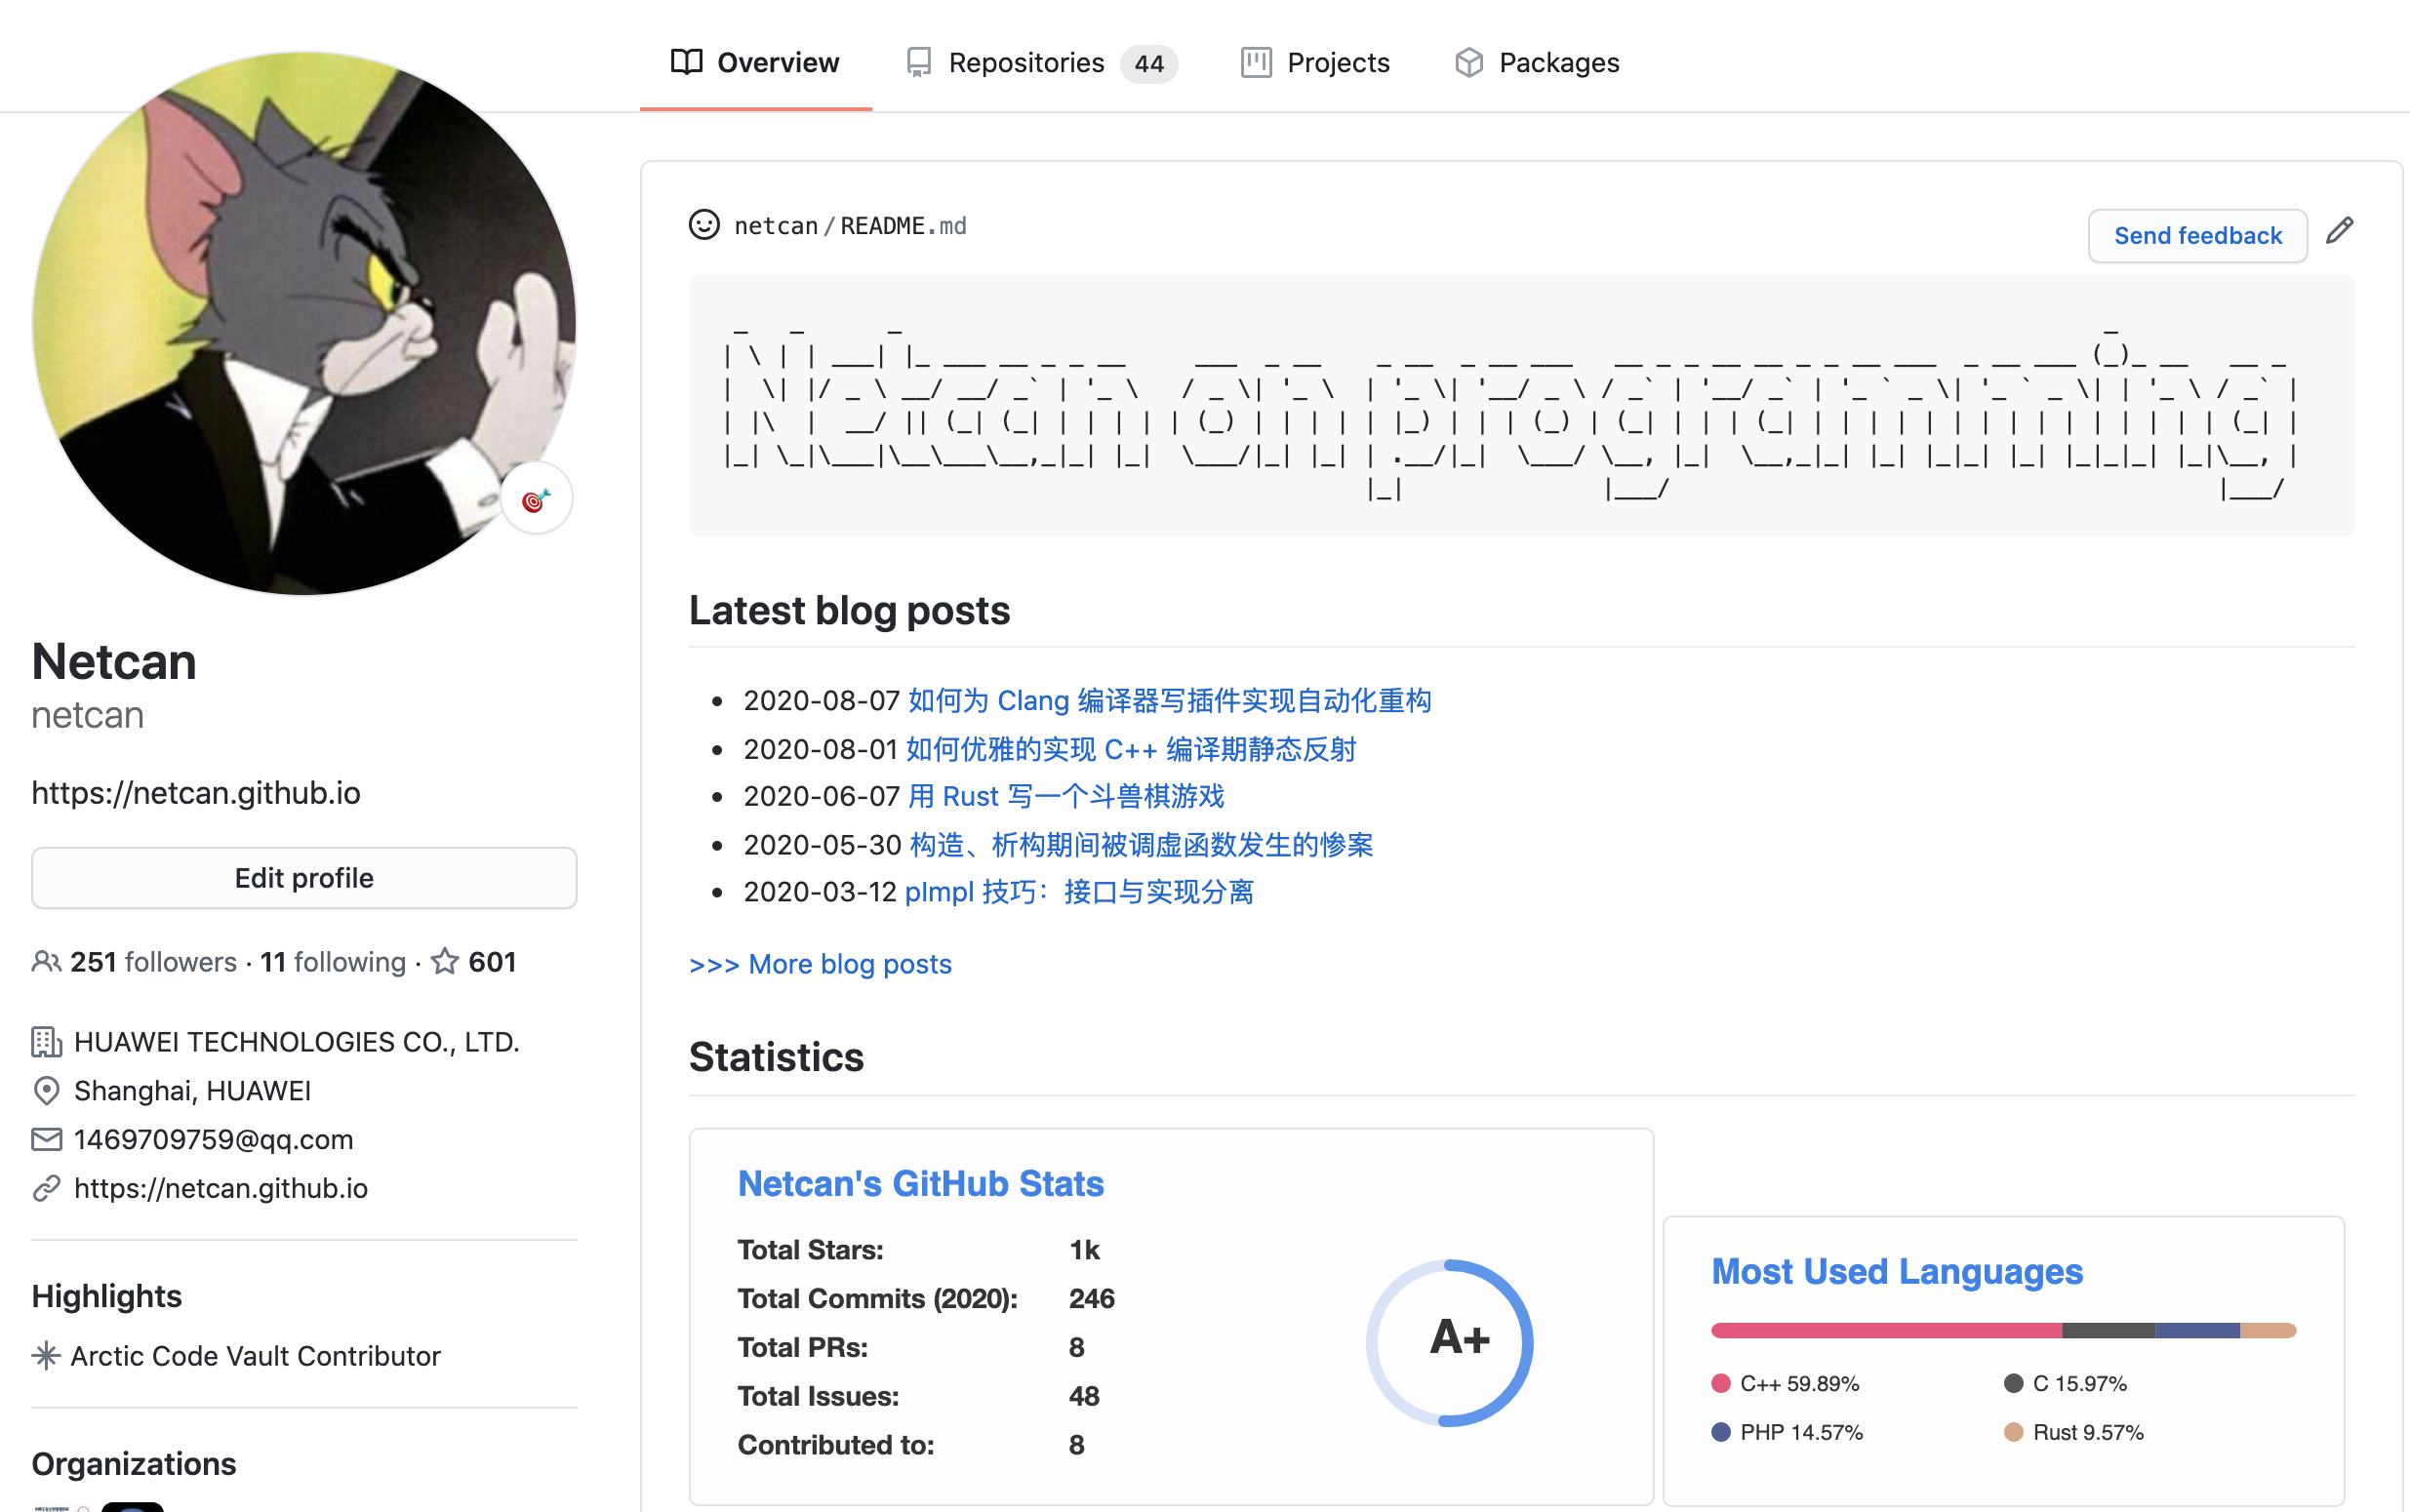 Overview Repositories 44 Projects Packages
netcan/README.md
Send feedback
Netcan on programming
Latest blog posts
2020-08-07 如何为 Clang 编译器写插件实现自动化重构
2020-08-01 如何优雅的实现 C++ 编译期静态反射
2020-06-07 用 Rust 写一个斗兽棋游戏
2020-05-30 构造、析构期间被调虚函数发生的惨案
2020-03-12 pImpl 技巧：接口与实现分离
>>> More blog posts
Statistics
Netcan's GitHub Stats
Total Stars: 1k
Total Commits (2020): 246
Total PRs: 8
Total Issues: 48
Contributed to: 8
A+
Most Used Languages
C++ 59.89% C 15.97%
PHP 14.57% Rust 9.57%
Netcan
netcan
https://netcan.github.io
Edit profile
251 followers · 11 following · 601
HUAWEI TECHNOLOGIES CO., LTD.
Shanghai, HUAWEI
1469709759@qq.com
https://netcan.github.io
Highlights
Arctic Code Vault Contributor
Organizations